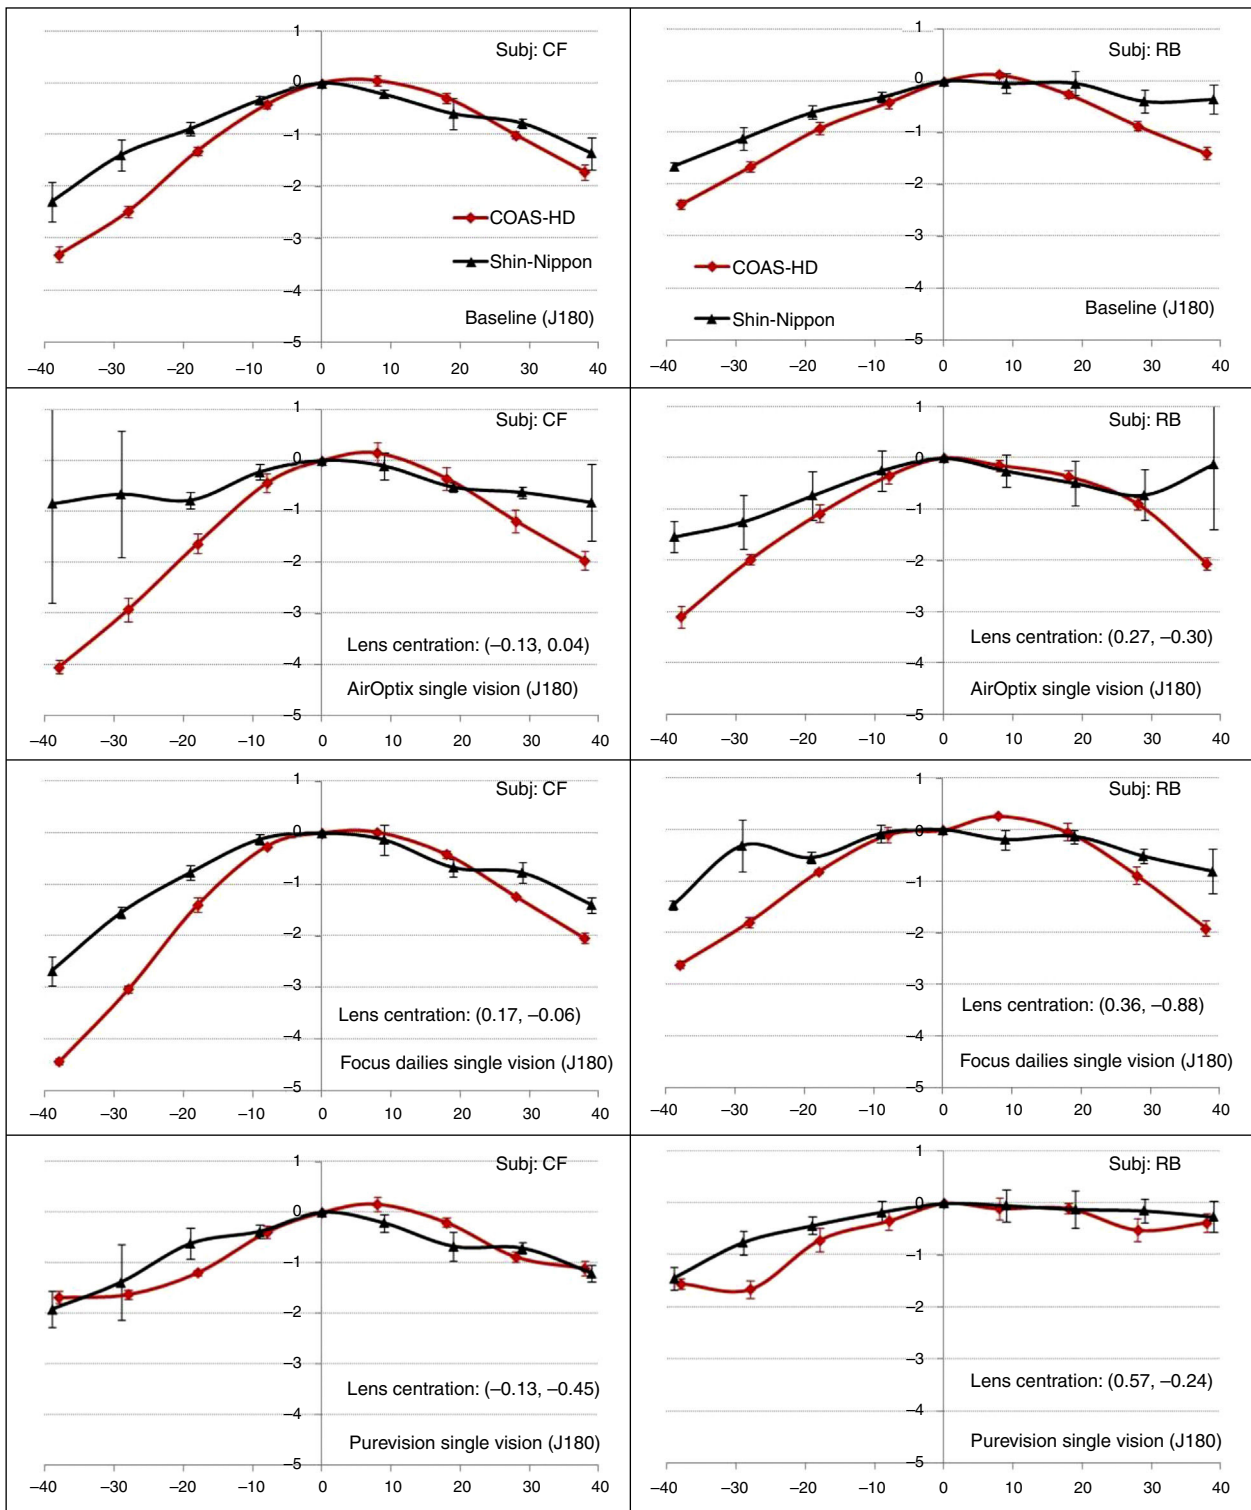 Subj: CF
1
0
–1
–2
–3
–4
–5
COAS-HD
Shin-Nippon
Baseline (J180)
–40 –30 –20 –10 0 10 20 30 40
Subj: RB
1
0
–1
–2
–3
–4
–5
COAS-HD
Shin-Nippon
Baseline (J180)
–40 –30 –20 –10 0 10 20 30 40
Subj: CF
1
0
–1
–2
–3
–4
–5
Lens centration: (–0.13, 0.04)
AirOptix single vision (J180)
–40 –30 –20 –10 0 10 20 30 40
Subj: RB
1
0
–1
–2
–3
–4
–5
Lens centration: (0.27, –0.30)
AirOptix single vision (J180)
–40 –30 –20 –10 0 10 20 30 40
Subj: CF
1
0
–1
–2
–3
–4
–5
Lens centration: (0.17, –0.06)
Focus dailies single vision (J180)
–40 –30 –20 –10 0 10 20 30 40
Subj: RB
1
0
–1
–2
–3
–4
–5
Lens centration: (0.36, –0.88)
Focus dailies single vision (J180)
–40 –30 –20 –10 0 10 20 30 40
Subj: CF
1
0
–1
–2
–3
–4
–5
Lens centration: (–0.13, –0.45)
Purevision single vision (J180)
–40 –30 –20 –10 0 10 20 30 40
Subj: RB
1
0
–1
–2
–3
–4
–5
Lens centration: (0.57, –0.24)
Purevision single vision (J180)
–40 –30 –20 –10 0 10 20 30 40